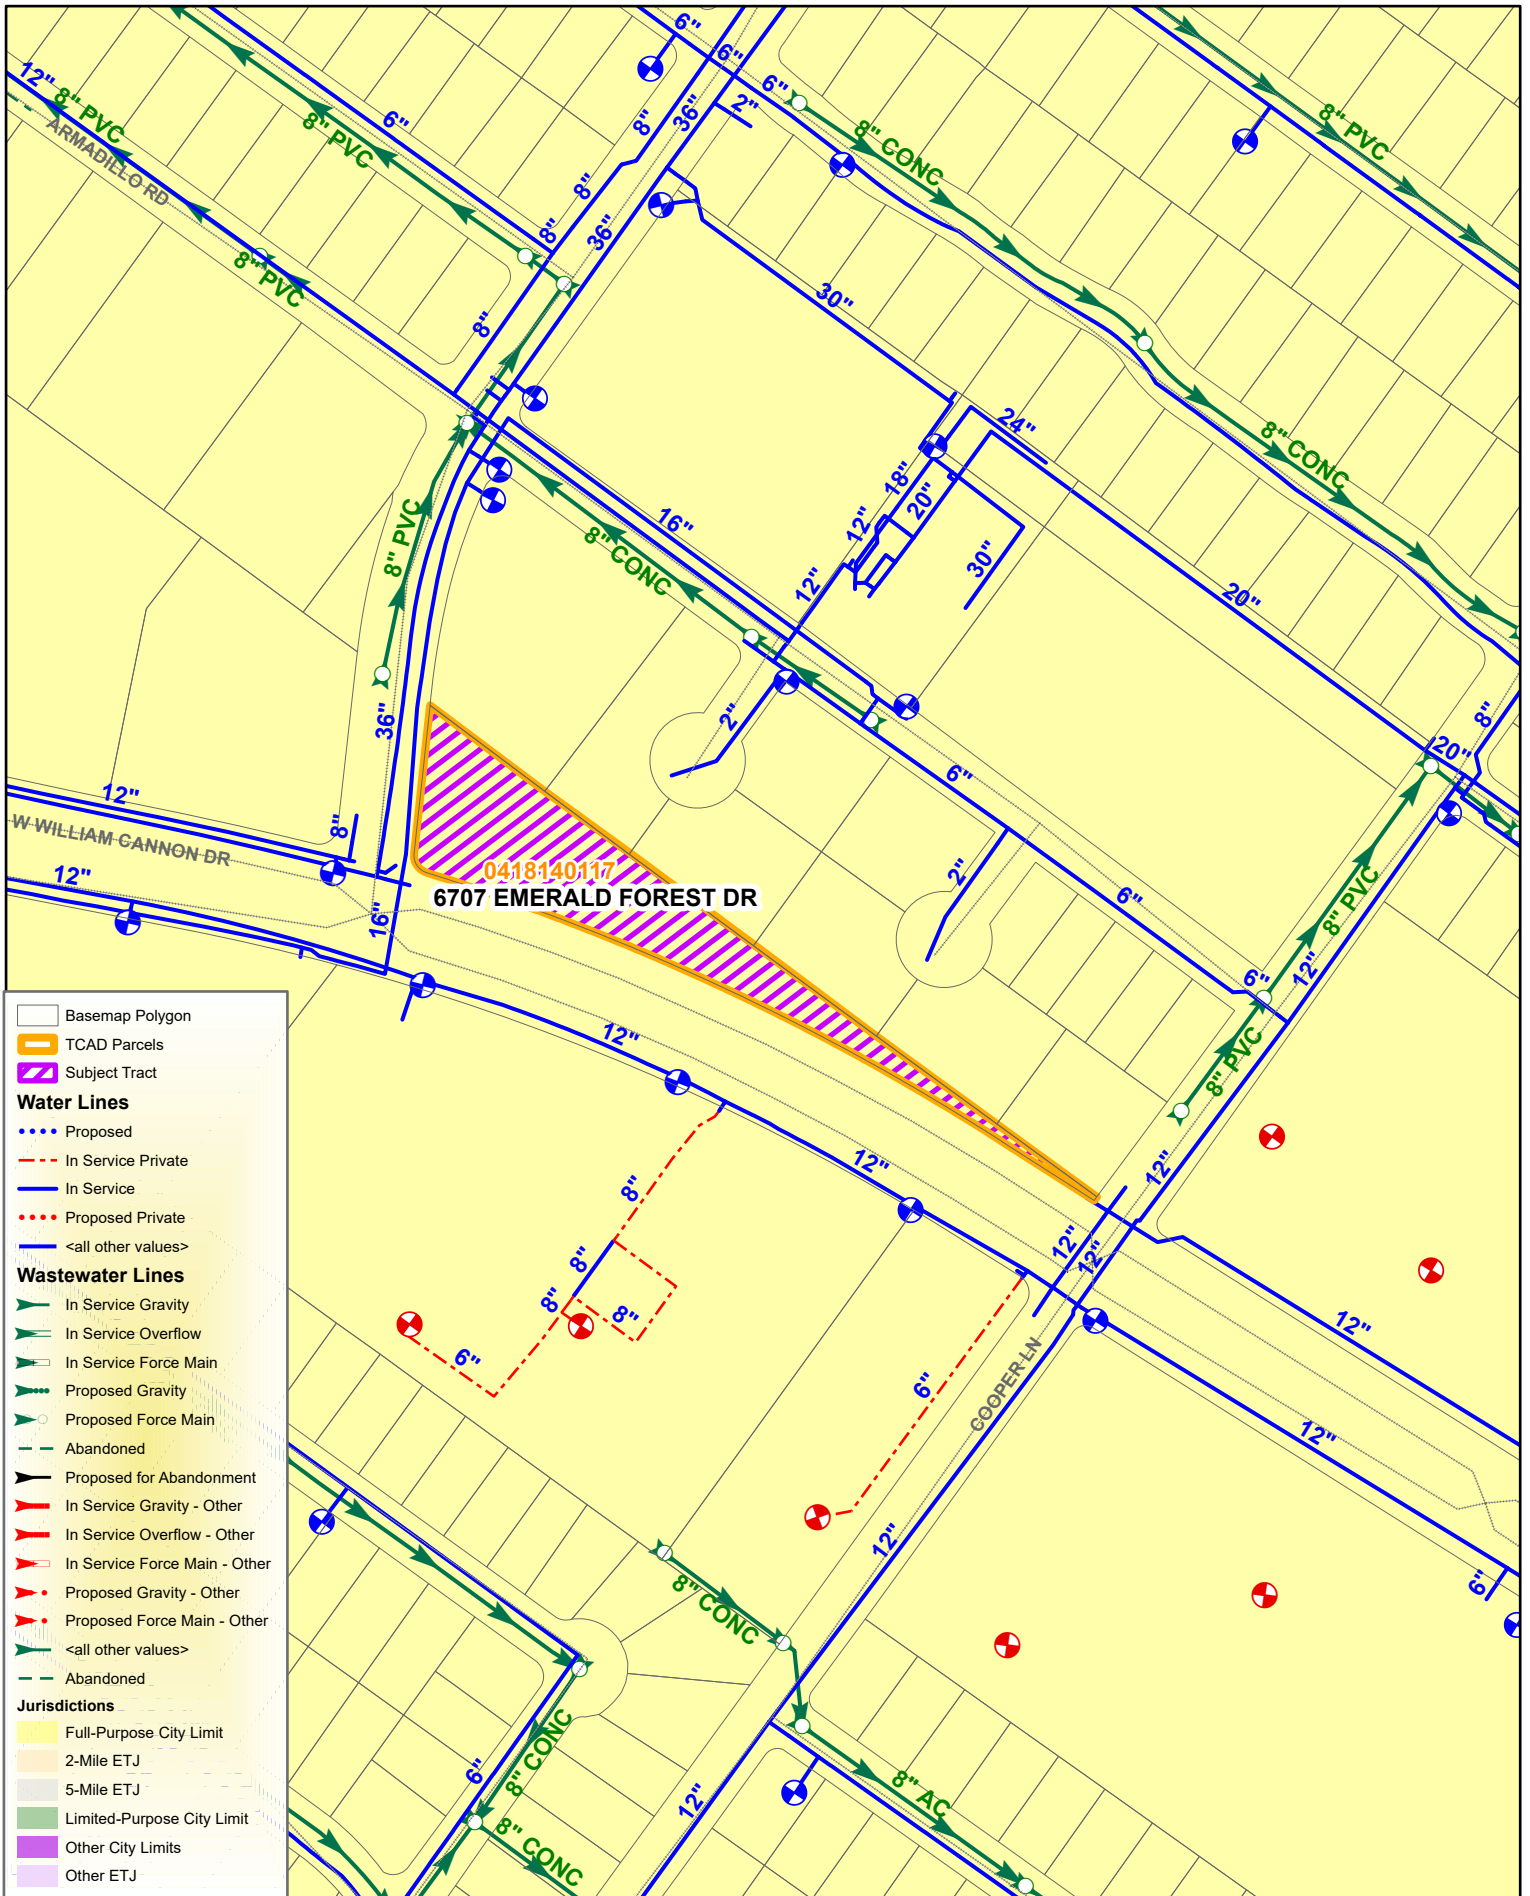 6"
6"
6"
12"
8" PVC
ARMADILLO RD
8" PVC
6"
8"
36"
2"
8" CONC
8" PVC
8"
8"
36"
8" PVC
8"
30"
24"
8" CONC
18"
20"
12"
16"
8" CONC
8" PVC
30"
12"
20"
36"
2"
6"
8"
20"
12"
8"
W WILLIAM CANNON DR
12"
0418140117
6707 EMERALD FOREST DR
2"
6"
8" PVC
16"
6"
12"
12"
8" PVC
12"
12"
8"
12"
12"
8"
8"
8"
6"
12"
6"
COOPER LN
12"
12"
6"
8" CONC
8" CONC
6"
12"
8" AC
8" CONC
Basemap Polygon
TCAD Parcels
Subject Tract
Water Lines
Proposed
In Service Private
In Service
Proposed Private
<all other values>
Wastewater Lines
In Service Gravity
In Service Overflow
In Service Force Main
Proposed Gravity
Proposed Force Main
Abandoned
Proposed for Abandonment
In Service Gravity - Other
In Service Overflow - Other
In Service Force Main - Other
Proposed Gravity - Other
Proposed Force Main - Other
<all other values>
Abandoned
Jurisdictions
Full-Purpose City Limit
2-Mile ETJ
5-Mile ETJ
Limited-Purpose City Limit
Other City Limits
Other ETJ